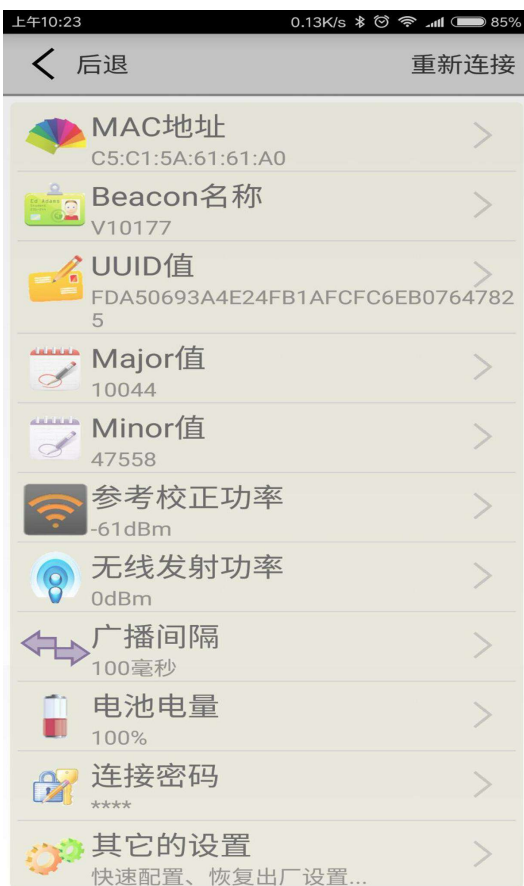 上午10:23 0.13K/s 85%
后退 重新连接
MAC地址
C5:C1:5A:61:61:A0
Beacon名称
V10177
UUID值
FDA50693A4E24FB1AFCFC6EB0764782
5
Major值
10044
Minor值
47558
参考校正功率
-61dBm
无线发射功率
0dBm
广播间隔
100毫秒
电池电量
100%
连接密码
****
其它的设置
快速配置、恢复出厂设置...